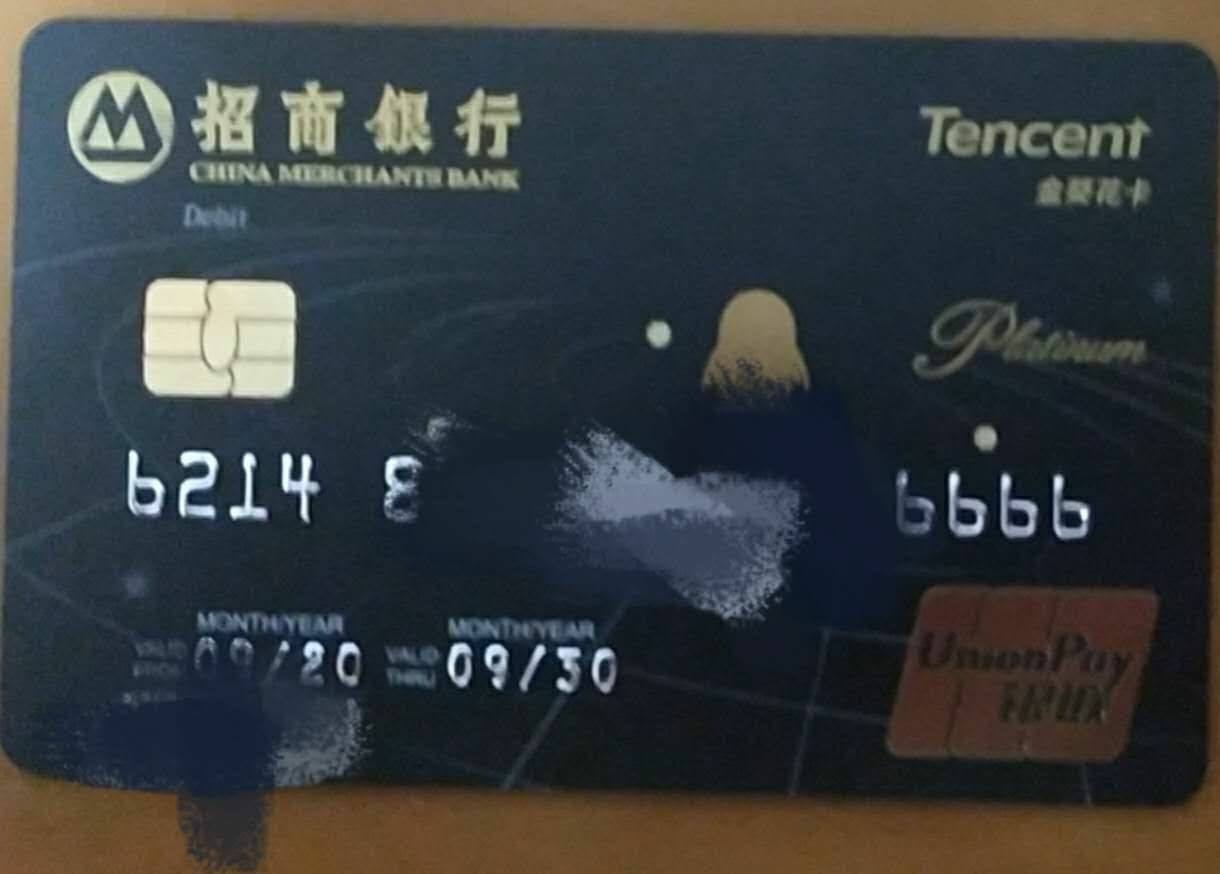 招商銀行
CHINA MERCHANTS BANK
Debit
Tencent
金葵花卡
Platinum
6214 8
6666
MONTH/YEAR
VALID FROM 09/20
MONTH/YEAR
VALID THRU 09/30
UnionPay
银联